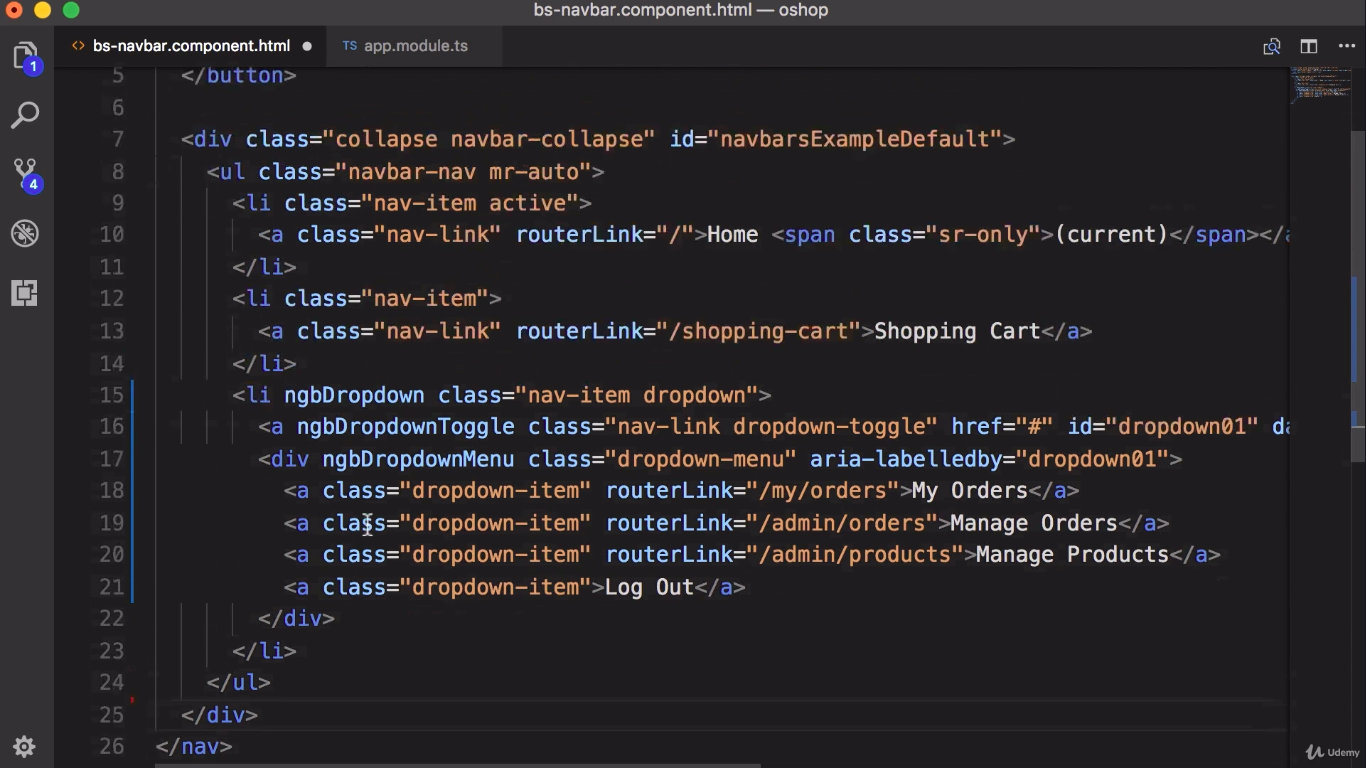 bs-navbar.component.html — oshop
<> bs-navbar.component.html ● TS app.module.ts
1
4
5 </button>
6
7 <div class="collapse navbar-collapse" id="navbarsExampleDefault">
8 <ul class="navbar-nav mr-auto">
9 <li class="nav-item active">
10 <a class="nav-link" routerLink="/">Home <span class="sr-only">(current)</span></a
11 </li>
12 <li class="nav-item">
13 <a class="nav-link" routerLink="/shopping-cart">Shopping Cart</a>
14 </li>
15 <li ngbDropdown class="nav-item dropdown">
16 <a ngbDropdownToggle class="nav-link dropdown-toggle" href="#" id="dropdown01" da
17 <div ngbDropdownMenu class="dropdown-menu" aria-labelledby="dropdown01">
18 <a class="dropdown-item" routerLink="/my/orders">My Orders</a>
19 <a class="dropdown-item" routerLink="/admin/orders">Manage Orders</a>
20 <a class="dropdown-item" routerLink="/admin/products">Manage Products</a>
21 <a class="dropdown-item">Log Out</a>
22 </div>
23 </li>
24 </ul>
25 </div>
26 </nav>
Udemy